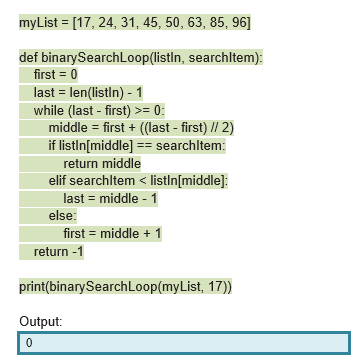 myList = [17, 24, 31, 45, 50, 63, 85, 96]
def binarySearchLoop(listIn, searchItem):
    first = 0
    last = len(listIn) - 1
    while (last - first) >= 0:
        middle = first + ((last - first) // 2)
        if listIn[middle] == searchItem:
            return middle
        elif searchItem < listIn[middle]:
            last = middle - 1
        else:
            first = middle + 1
    return -1
print(binarySearchLoop(myList, 17))
Output:
0